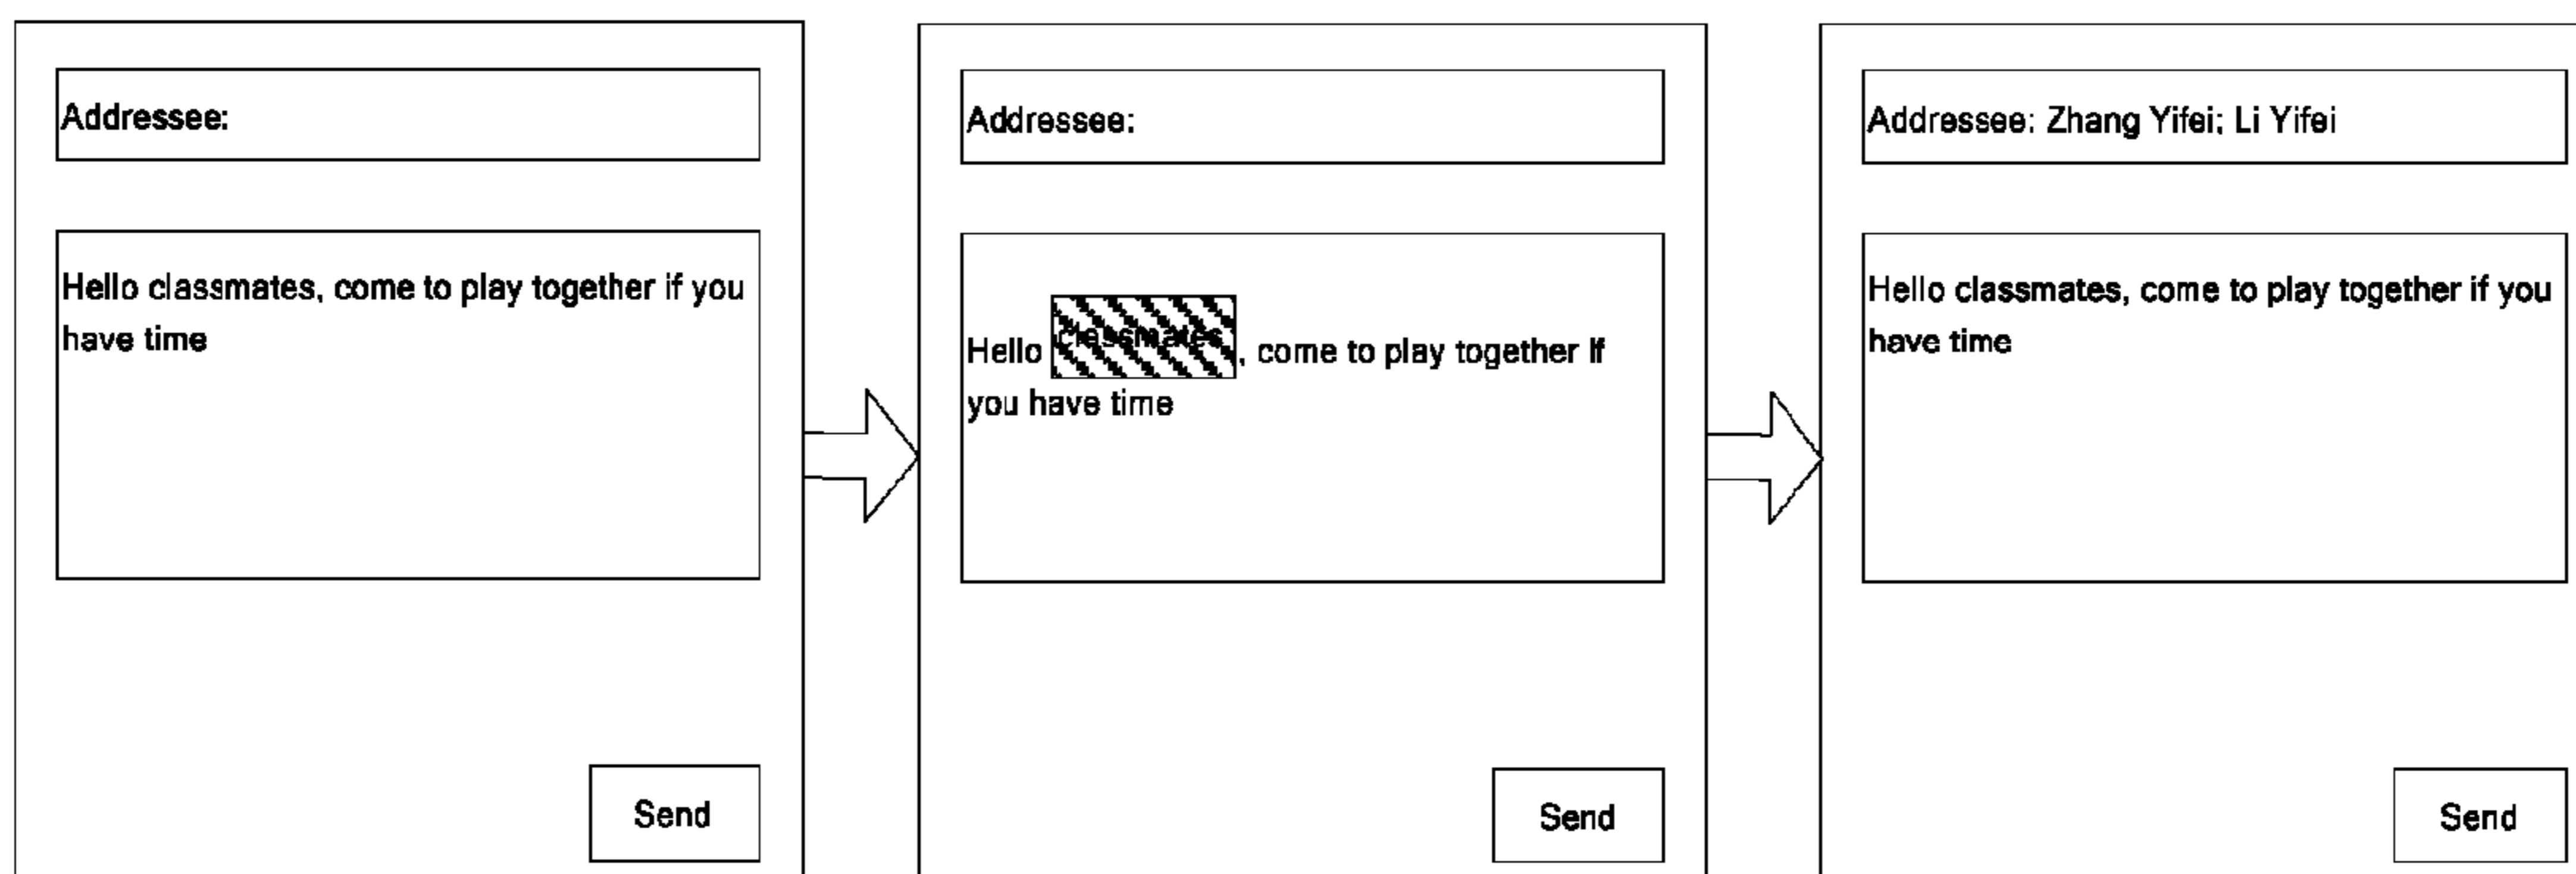 Addressee:
Hello classmates, come to play together if you
have time
Send
Addressee:
Hello classmates, come to play together if
you have time
Send
Addressee: Zhang Yifei; Li Yifei
Hello classmates, come to play together if you
have time
Send